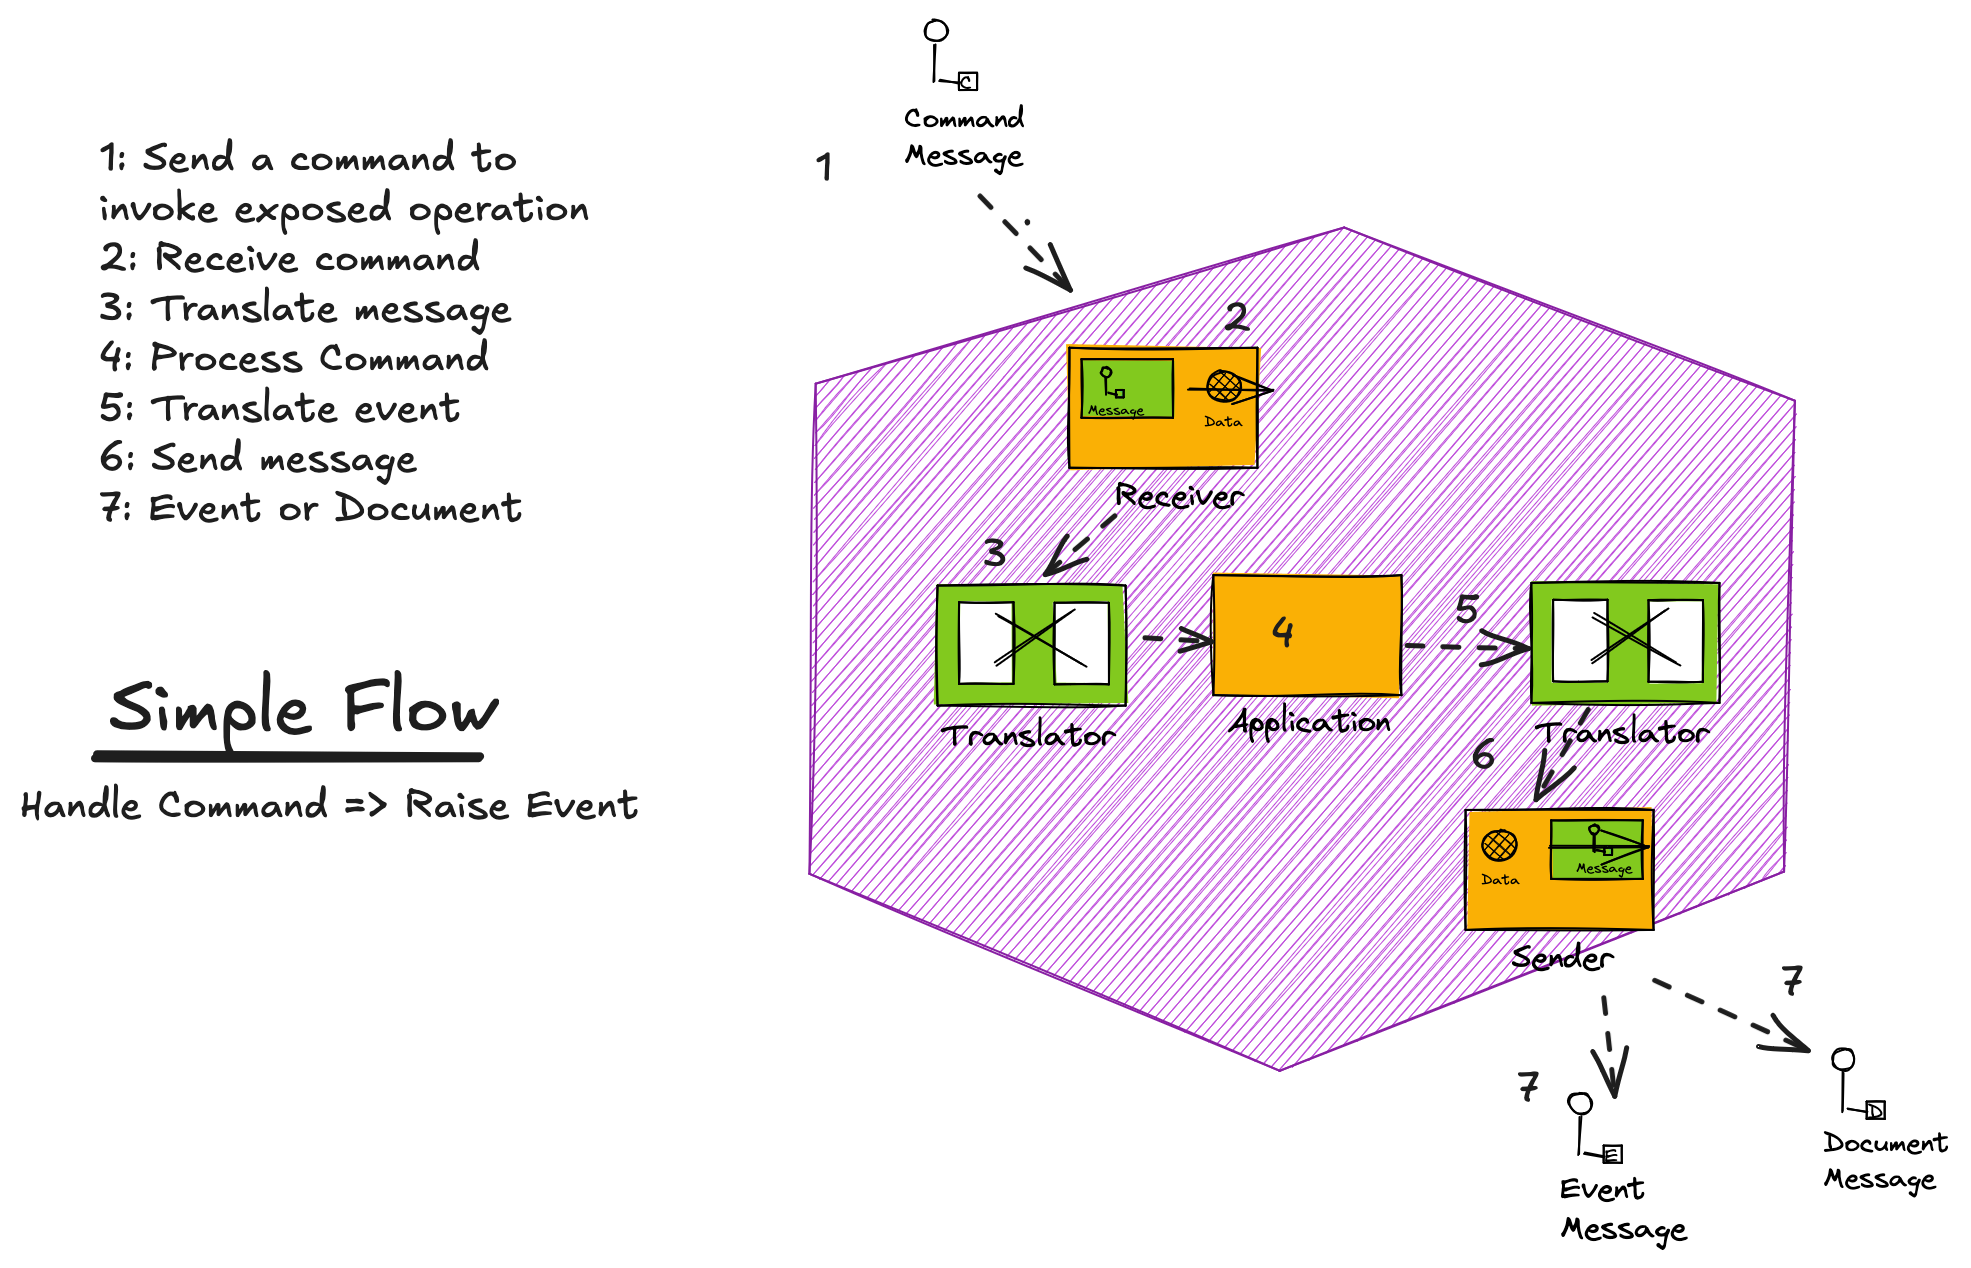 1: Send a command to
invoke exposed operation
2: Receive command
3: Translate message
4: Process Command
5: Translate event
6: Send message
7: Event or Document
Simple Flow
Handle Command => Raise Event
C
Command
Message
1
2
Message
Data
Receiver
3
Translator
4
Application
5
Translator
6
Data
Message
Sender
7
7
E
Event
Message
D
Document
Message